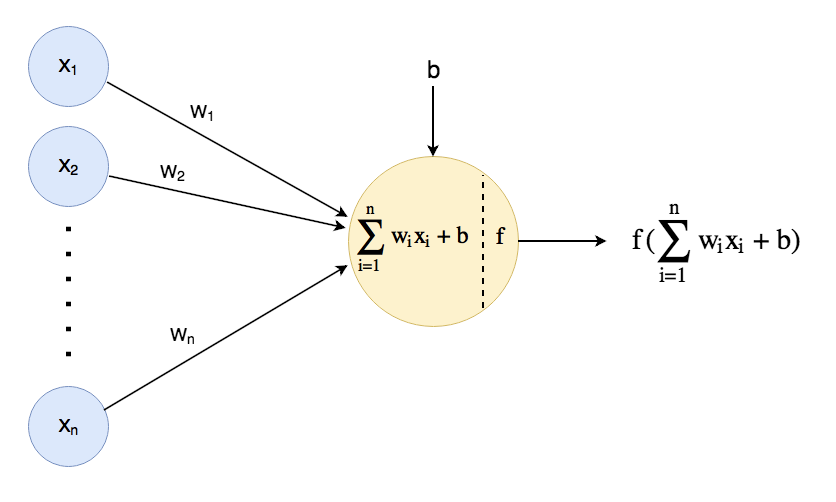 x₁
w₁
b
x₂
w₂
n
∑ wᵢxᵢ + b
i=1
f
n
f(∑ wᵢxᵢ + b)
i=1
wₙ
xₙ